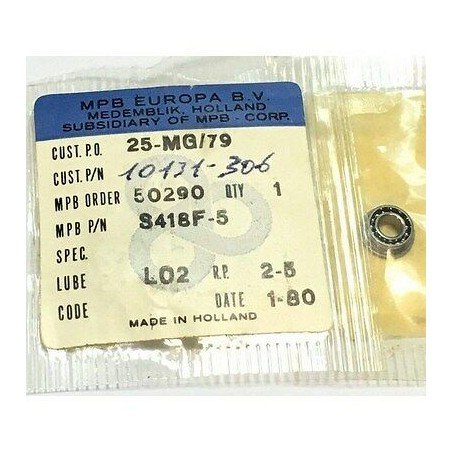 MPB EUROPA B.V.
MEDEMBLIK, HOLLAND
SUBSIDIARY OF MPB - CORP.
CUST. P.O. 25-MG/79
CUST. P/N 10131-306
MPB ORDER 50290 QTY 1
MPB P/N S418F-5
SPEC.
LUBE LO2 R.P. 2-5
CODE DATE 1-80
MADE IN HOLLAND